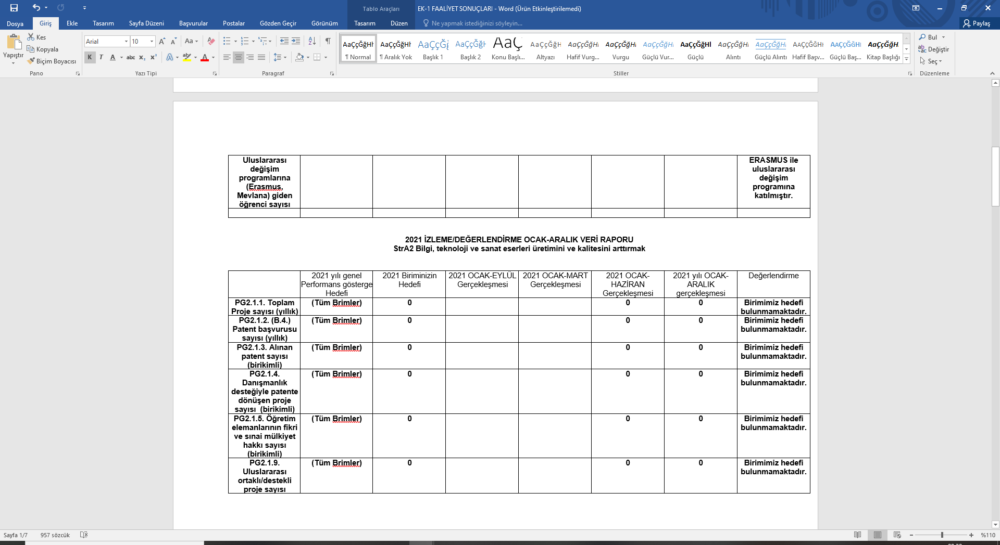 Tablo Araçları
EK-1 FAALİYET SONUÇLARI - Word (Ürün Etkinleştirilemedi)
Dosya
Giriş
Ekle
Tasarım
Sayfa Düzeni
Başvurular
Postalar
Gözden Geçir
Görünüm
Tasarım
Düzen
Ne yapmak istediğinizi söyleyin...
Paylaş
Yapıştır
Kes
Kopyala
Biçim Boyacısı
Pano
Arial
10
Yazı Tipi
Paragraf
¶ Normal
¶ Aralık Yok
Başlık 1
Başlık 2
Konu Başlı...
Altyazı
Hafif Vurg...
Vurgu
Güçlü Vur...
Güçlü
Alıntı
Güçlü Alıntı
Hafif Başv...
Güçlü Baş...
Kitap Başlığı
Stiller
Bul
Değiştir
Seç
Düzenleme
Uluslararası
değişim
programlarına
(Erasmus,
Mevlana) giden
öğrenci sayısı
ERASMUS ile
uluslararası
değişim
programına
katılmıştır.
2021 İZLEME/DEĞERLENDİRME OCAK-ARALIK VERİ RAPORU
StrA2 Bilgi, teknoloji ve sanat eserleri üretimini ve kalitesini arttırmak
2021 yılı genel
Performans gösterge
Hedefi
2021 Biriminizin
Hedefi
2021 OCAK-EYLÜL
Gerçekleşmesi
2021 OCAK-MART
Gerçekleşmesi
2021 OCAK-
HAZİRAN
Gerçekleşmesi
2021 yılı OCAK-
ARALIK
gerçekleşmesi
Değerlendirme
PG2.1.1. Toplam
Proje sayısı (yıllık)
(Tüm Brimler)
0
0
0
Birimimiz hedefi
bulunmamaktadır.
PG2.1.2. (B.4.)
Patent başvurusu
sayısı (yıllık)
(Tüm Brimler)
0
0
0
Birimimiz hedefi
bulunmamaktadır.
PG2.1.3. Alınan
patent sayısı
(birikimli)
(Tüm Brimler)
0
0
0
Birimimiz hedefi
bulunmamaktadır.
PG2.1.4.
Danışmanlık
desteğiyle patente
dönüşen proje
sayısı (birikimli)
(Tüm Brimler)
0
0
0
Birimimiz hedefi
bulunmamaktadır.
PG2.1.5. Öğretim
elemanlarının fikri
ve sınai mülkiyet
hakkı sayısı
(birikimli)
(Tüm Brimler)
0
0
0
Birimimiz hedefi
bulunmamaktadır.
PG2.1.9.
Uluslararası
ortaklı/destekli
proje sayısı
(Tüm Brimler)
0
0
0
Birimimiz hedefi
bulunmamaktadır.
Sayfa 1/7
957 sözcük
%110